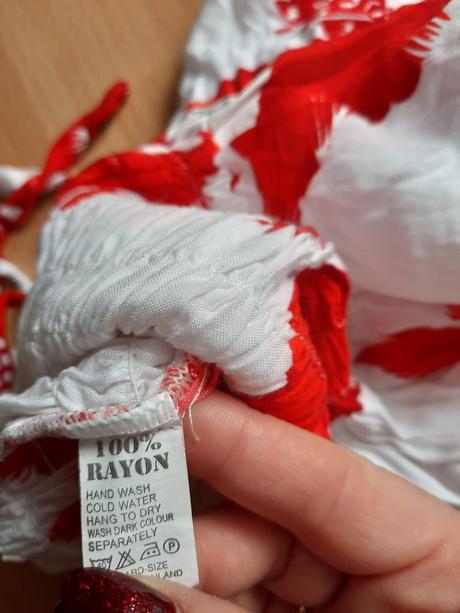 100%
RAYON
HAND WASH
COLD WATER
HANG TO DRY
WASH DARK COLOUR
SEPARATELY